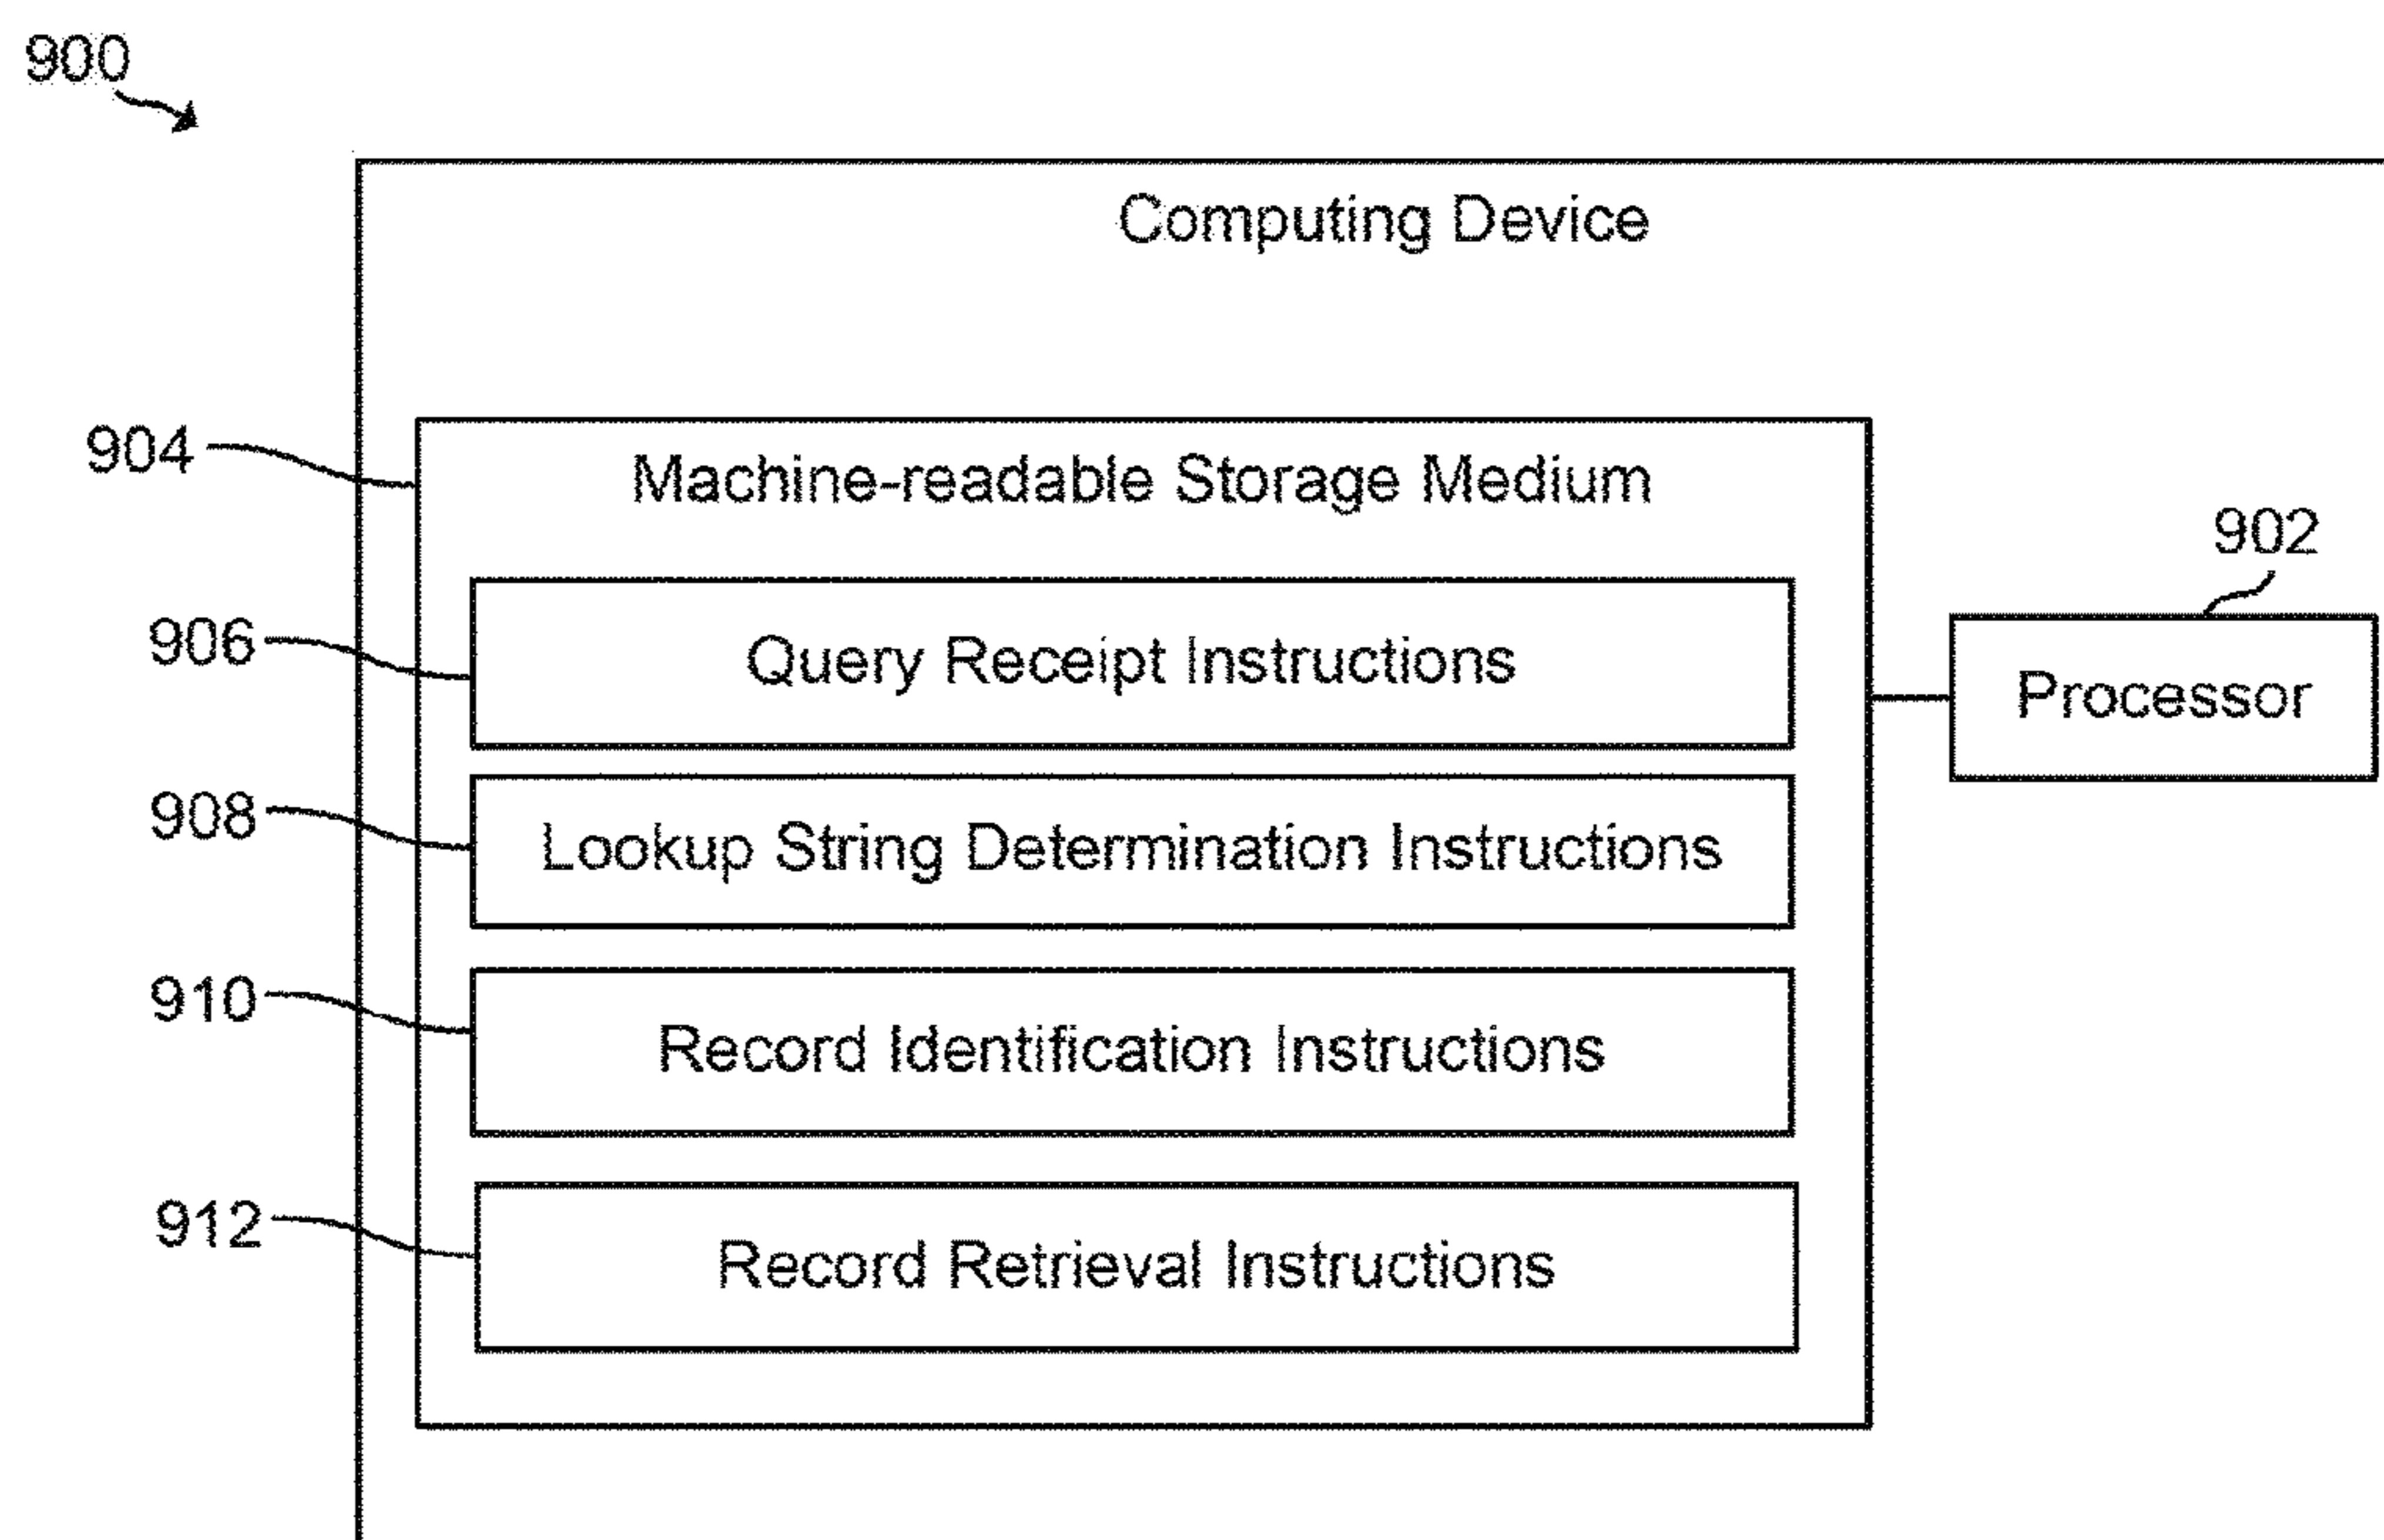 900
Computing Device
904
Machine-readable Storage Medium
902
906
Query Receipt Instructions
Processor
908
Lookup String Determination Instructions
910
Record Identification Instructions
912
Record Retrieval Instructions